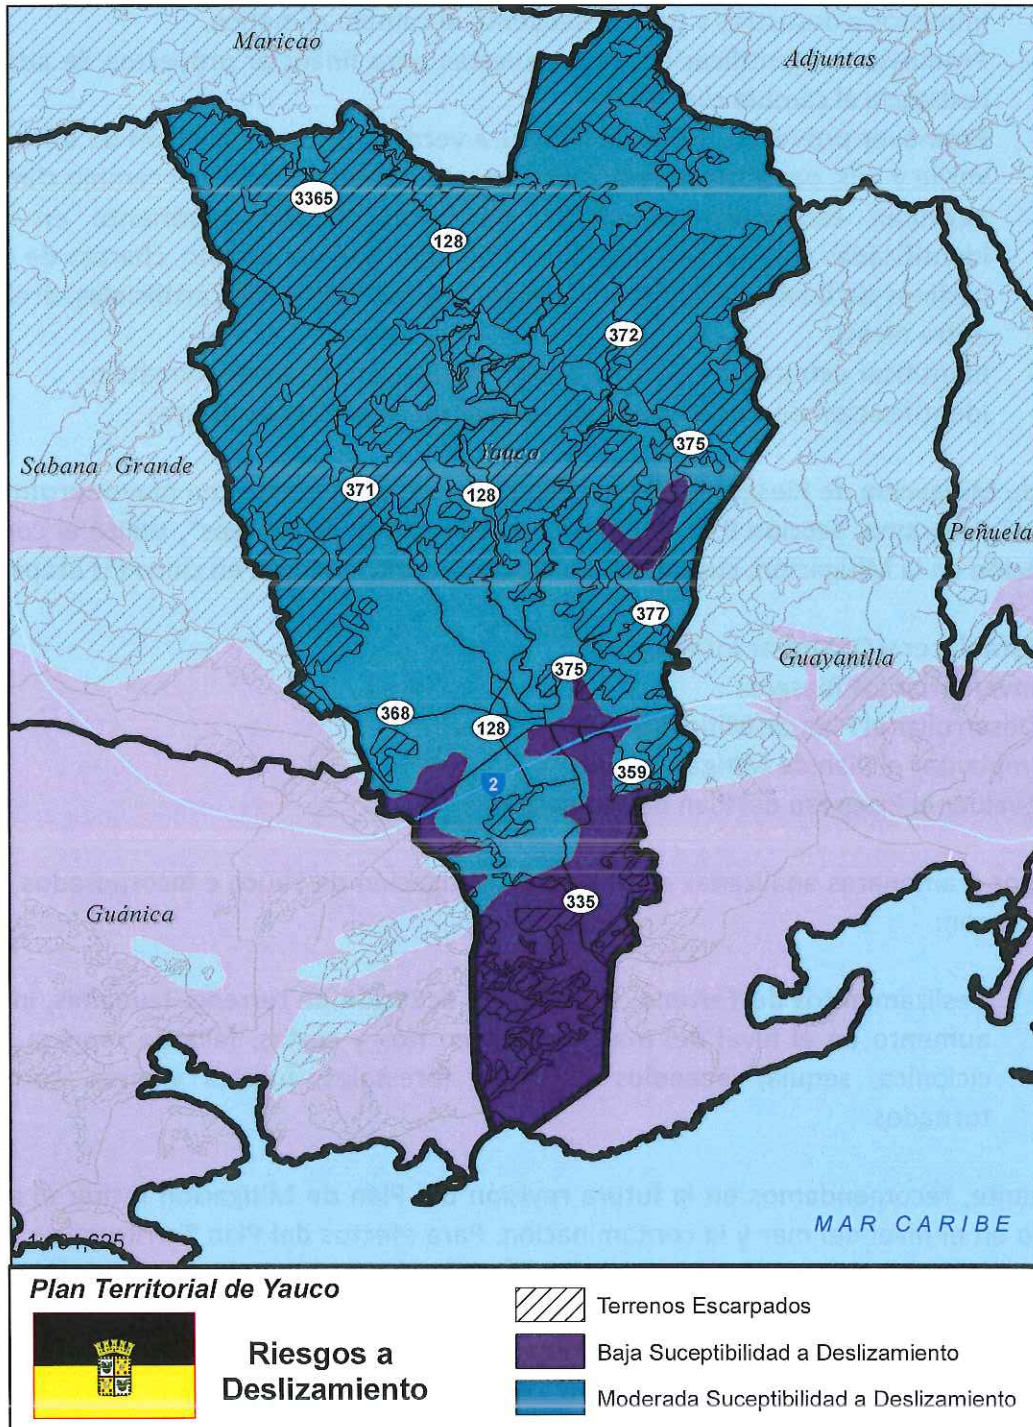 Maricao
Adjuntas
3365
128
372
375
Yauco
Sabana Grande
371
128
Peñuela
377
Guayanilla
375
368
128
359
2
335
Guánica
MAR CARIBE
Plan Territorial de Yauco
Riesgos a
Deslizamiento
Terrenos Escarpados
Baja Suceptibilidad a Deslizamiento
Moderada Suceptibilidad a Deslizamiento